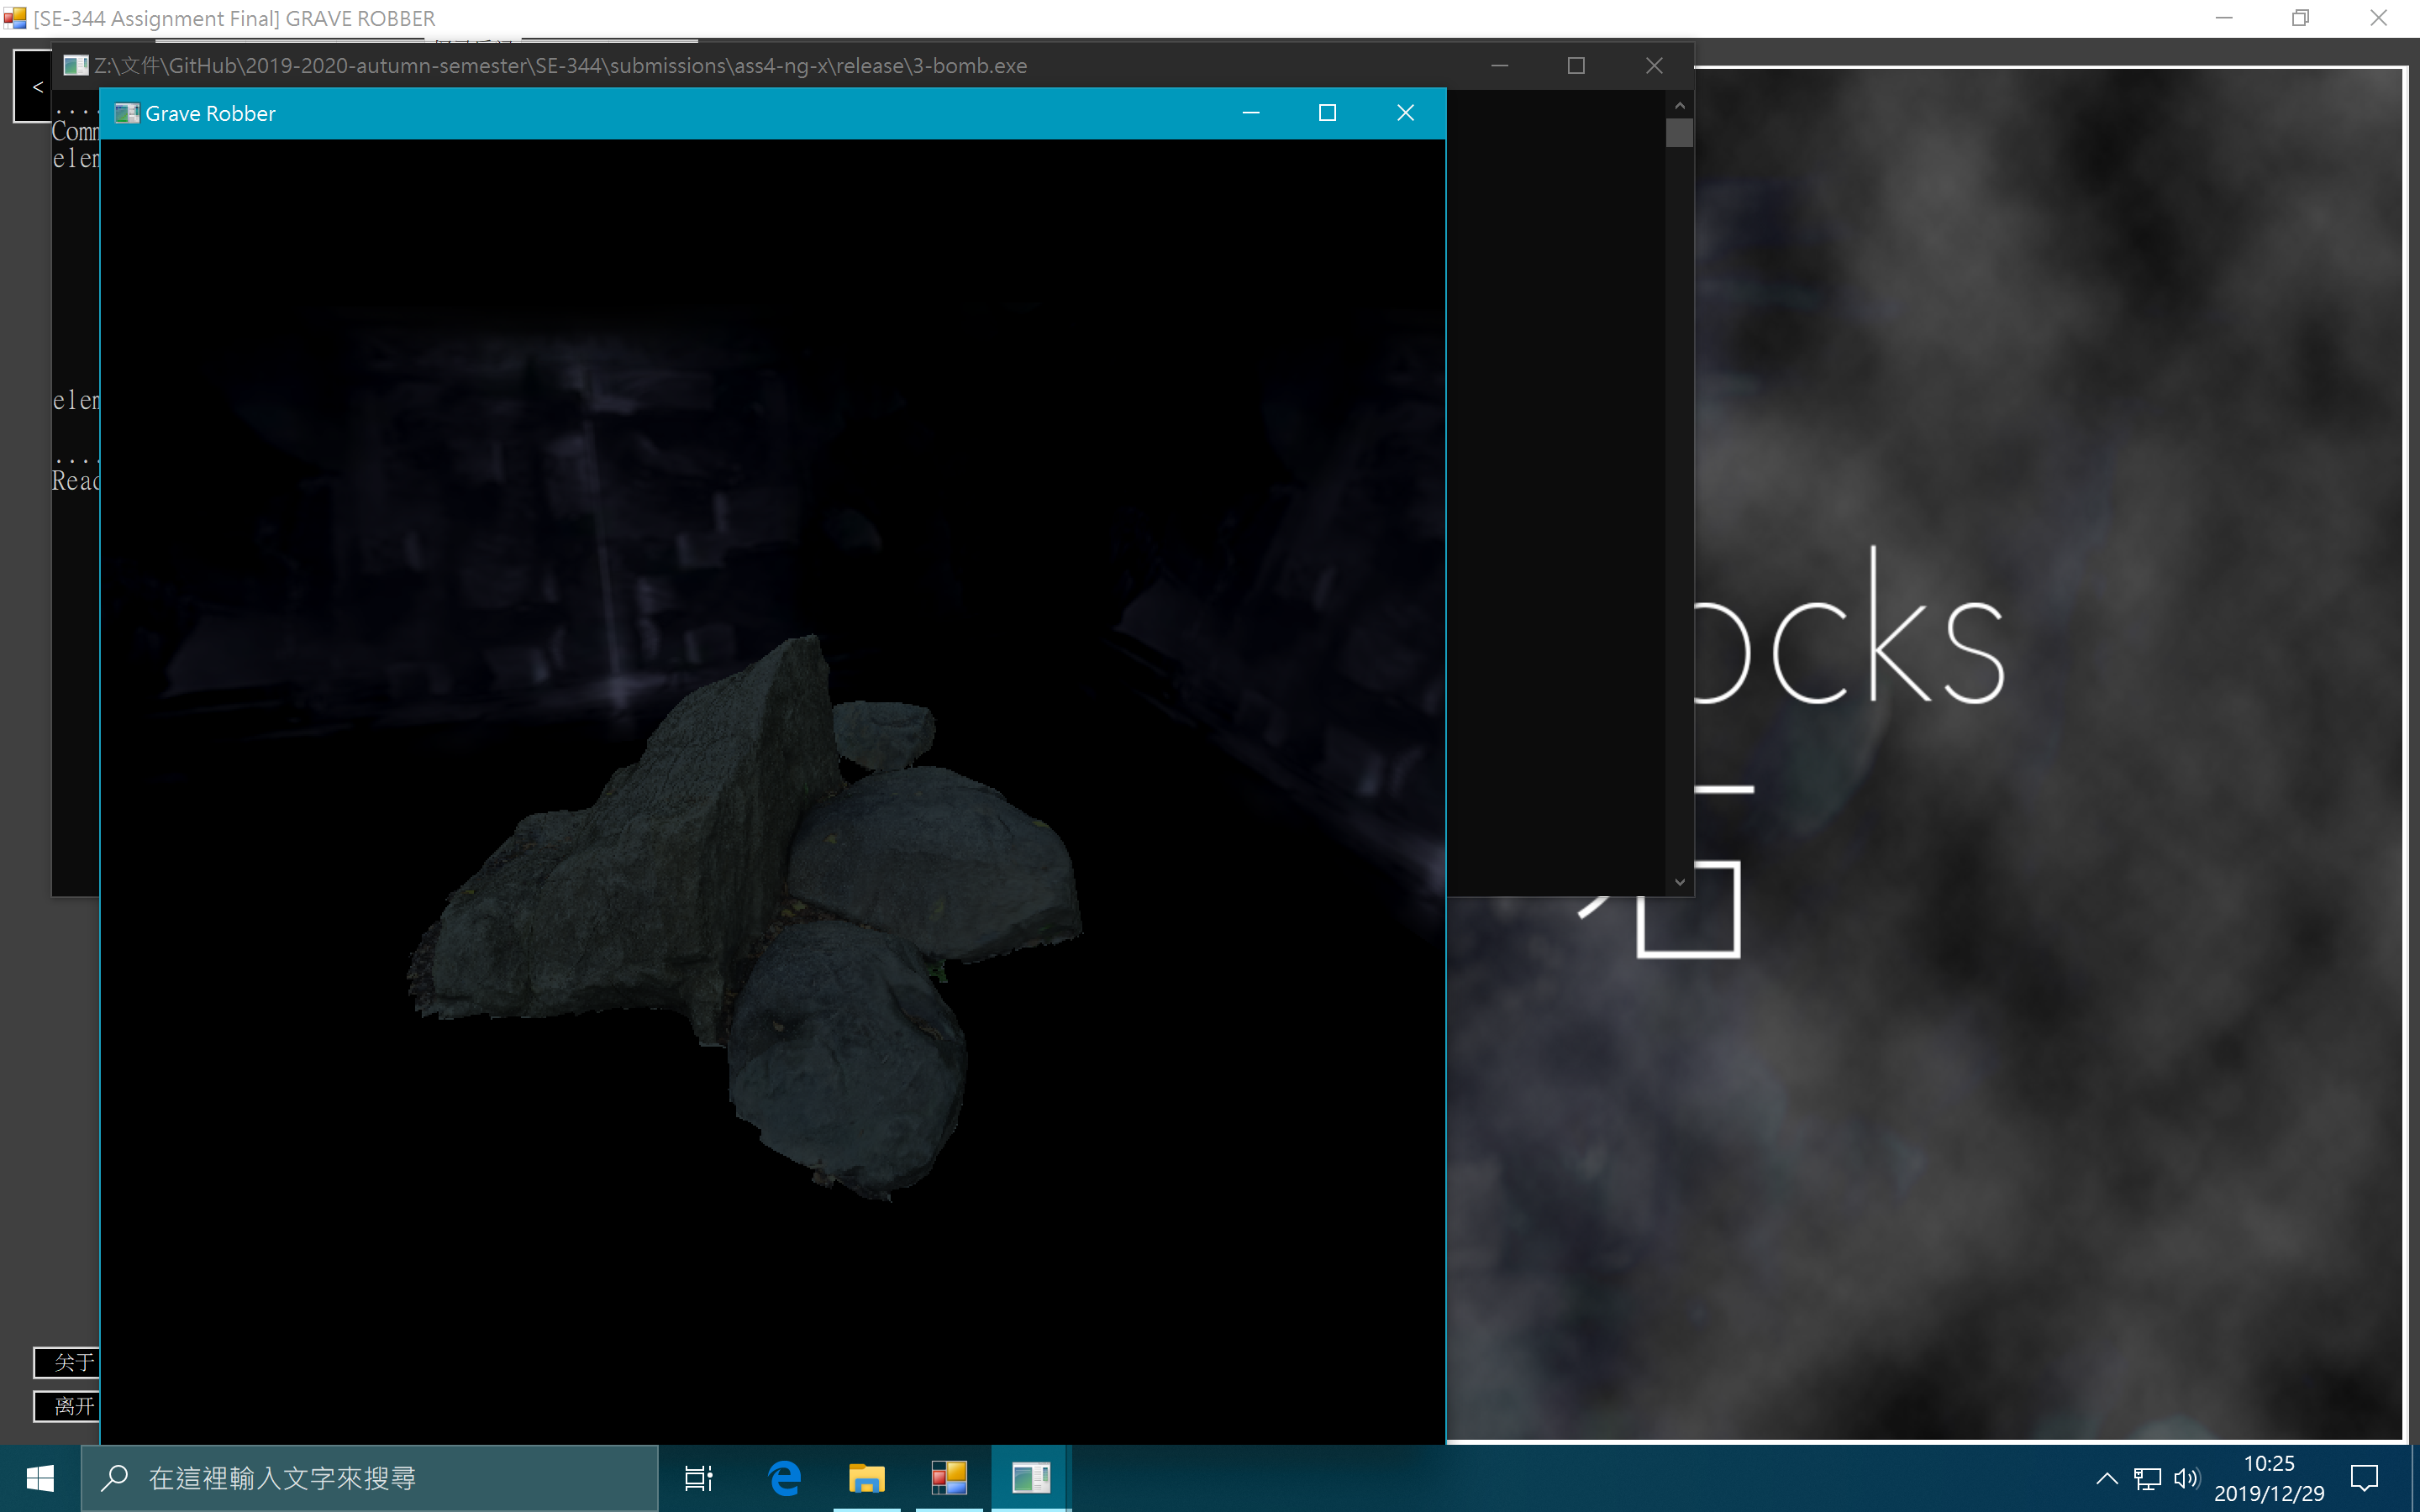 [SE-344 Assignment Final] GRAVE ROBBER
<
Z:\文件\GitHub\2019-2020-autumn-semester\SE-344\submissions\ass4-ng-x\release\3-bomb.exe
Grave Robber
....
Comm
elem
elem
....
Read
ocks
关于
离开
在這裡輸入文字來搜尋
10:25
2019/12/29